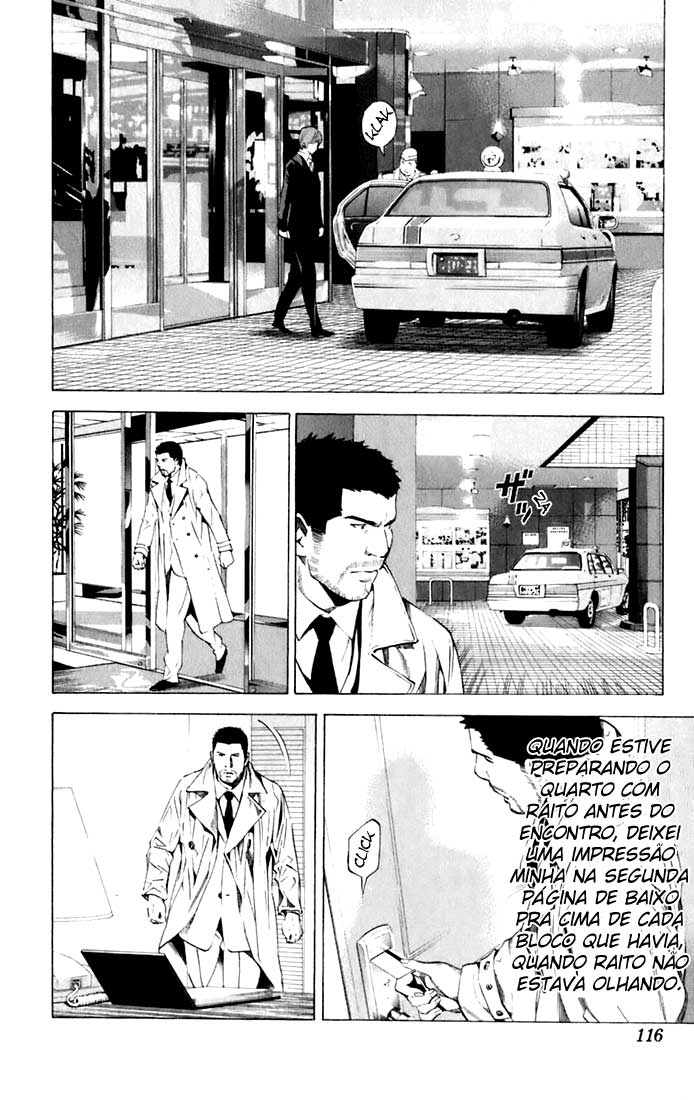 KLAK
ザッ
CLICK
QUANDO ESTIVE
PREPARANDO O
QUARTO COM
RAITO ANTES DO
ENCONTRO, DEIXEI
UMA IMPRESSÃO
MINHA NA SEGUNDA
PÁGINA DE BAIXO
PRA CIMA DE CADA
BLOCO QUE HAVIA,
QUANDO RAITO NÃO
ESTAVA OLHANDO.
116